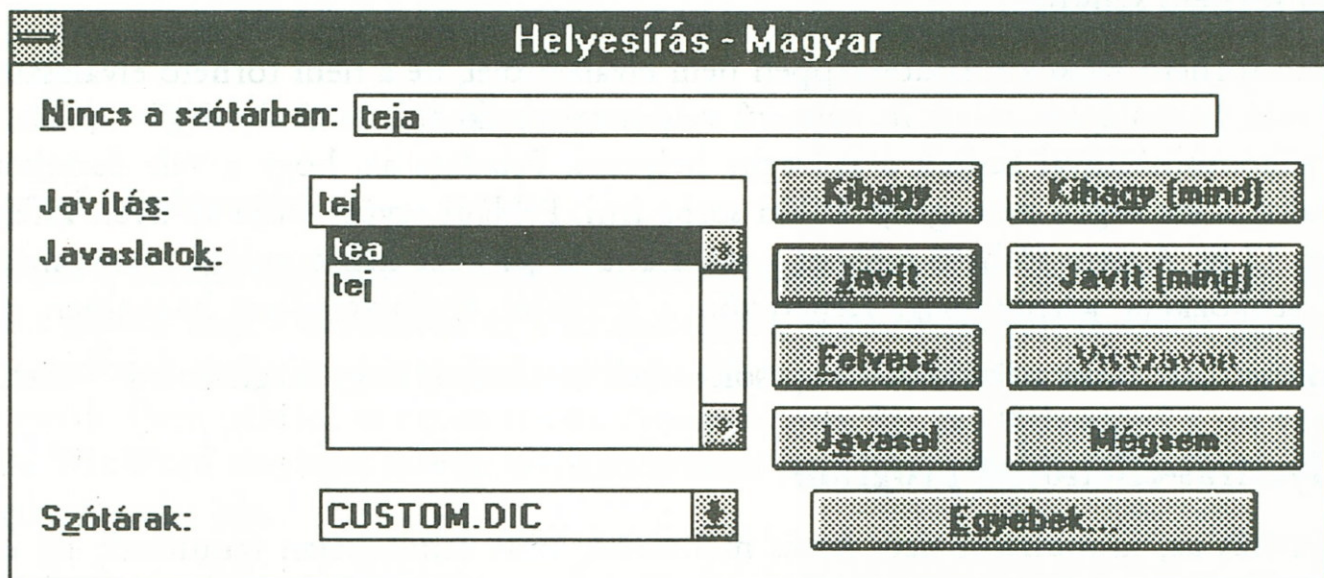 Helyesírás - Magyar
Nincs a szótárban: teja
Javítás: tej
Kihagy
Kihagy (mind)
Javaslatok:
tea
tej
Javít
Javít (mind)
Felvesz
Visszavon
Javasol
Mégsem
Szótárak: CUSTOM.DIC
Egyebek...